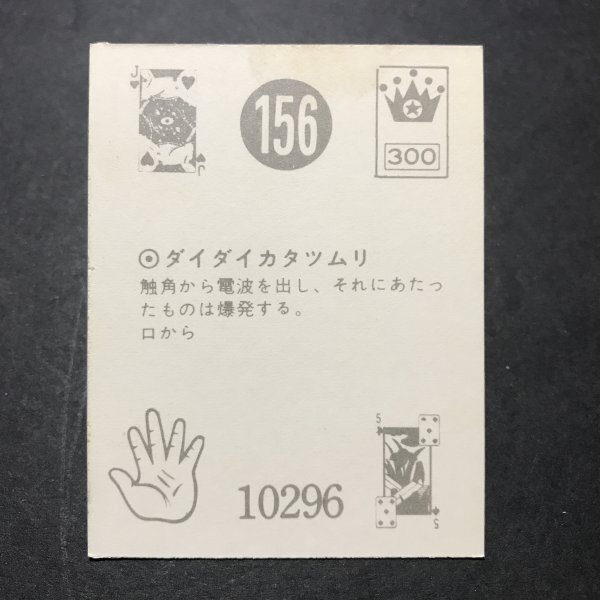 J
156
300
J
◉ダイダイカタツムリ
触角から電波を出し、それにあたっ
たものは爆発する。
口から
5
10296
5